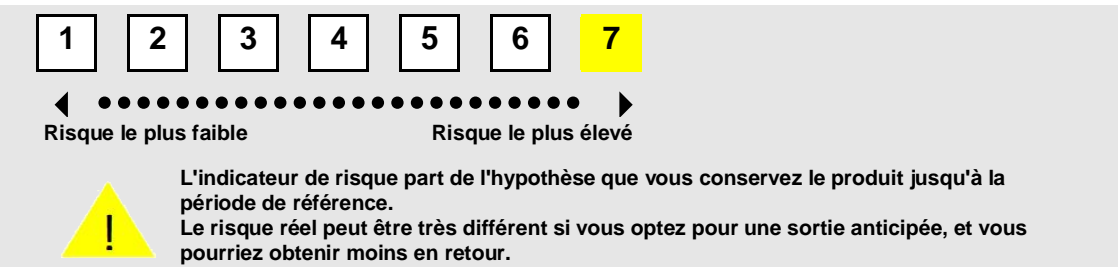 1 2 3 4 5 6 7
Risque le plus faible Risque le plus élevé
L'indicateur de risque part de l'hypothèse que vous conservez le produit jusqu'à la
période de référence.
Le risque réel peut être très différent si vous optez pour une sortie anticipée, et vous
pourriez obtenir moins en retour.
!